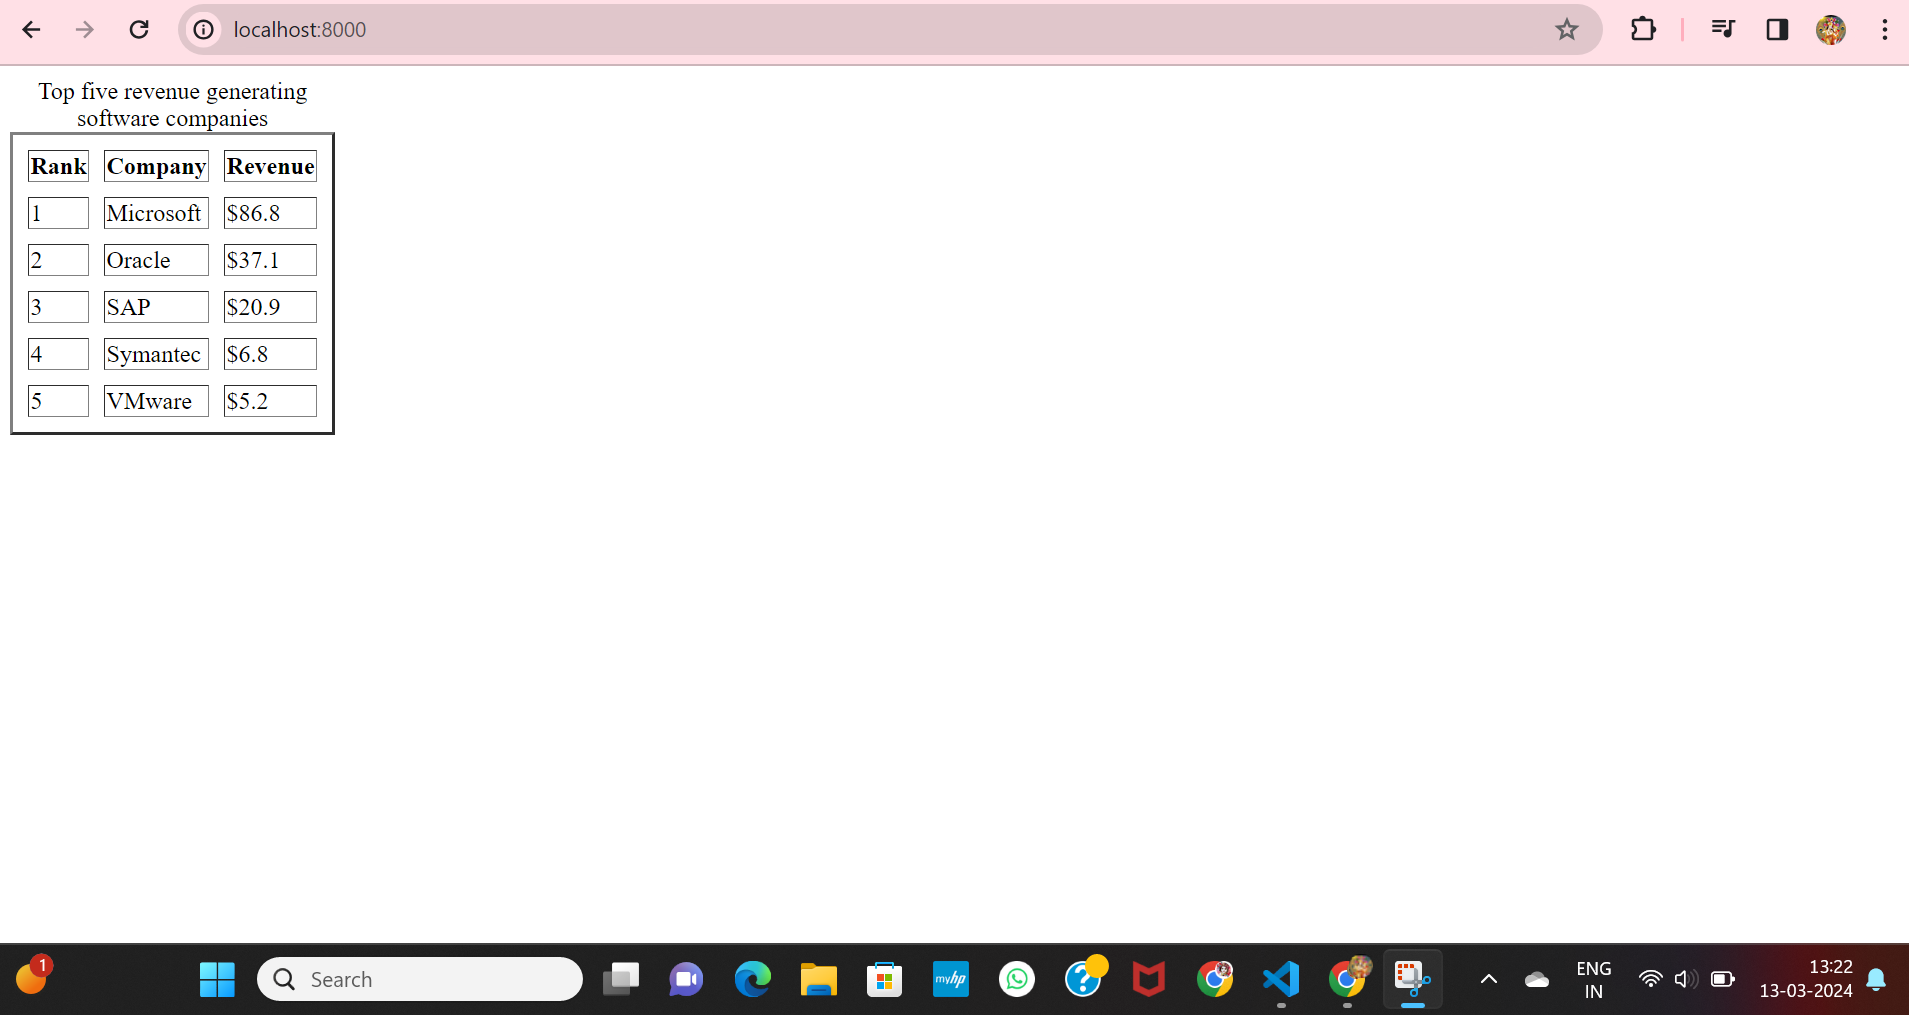 localhost:8000
Top five revenue generating
software companies
Rank Company Revenue
1 Microsoft $86.8
2 Oracle $37.1
3 SAP $20.9
4 Symantec $6.8
5 VMware $5.2
1
Search
myhp
ENG
IN
13:22
13-03-2024